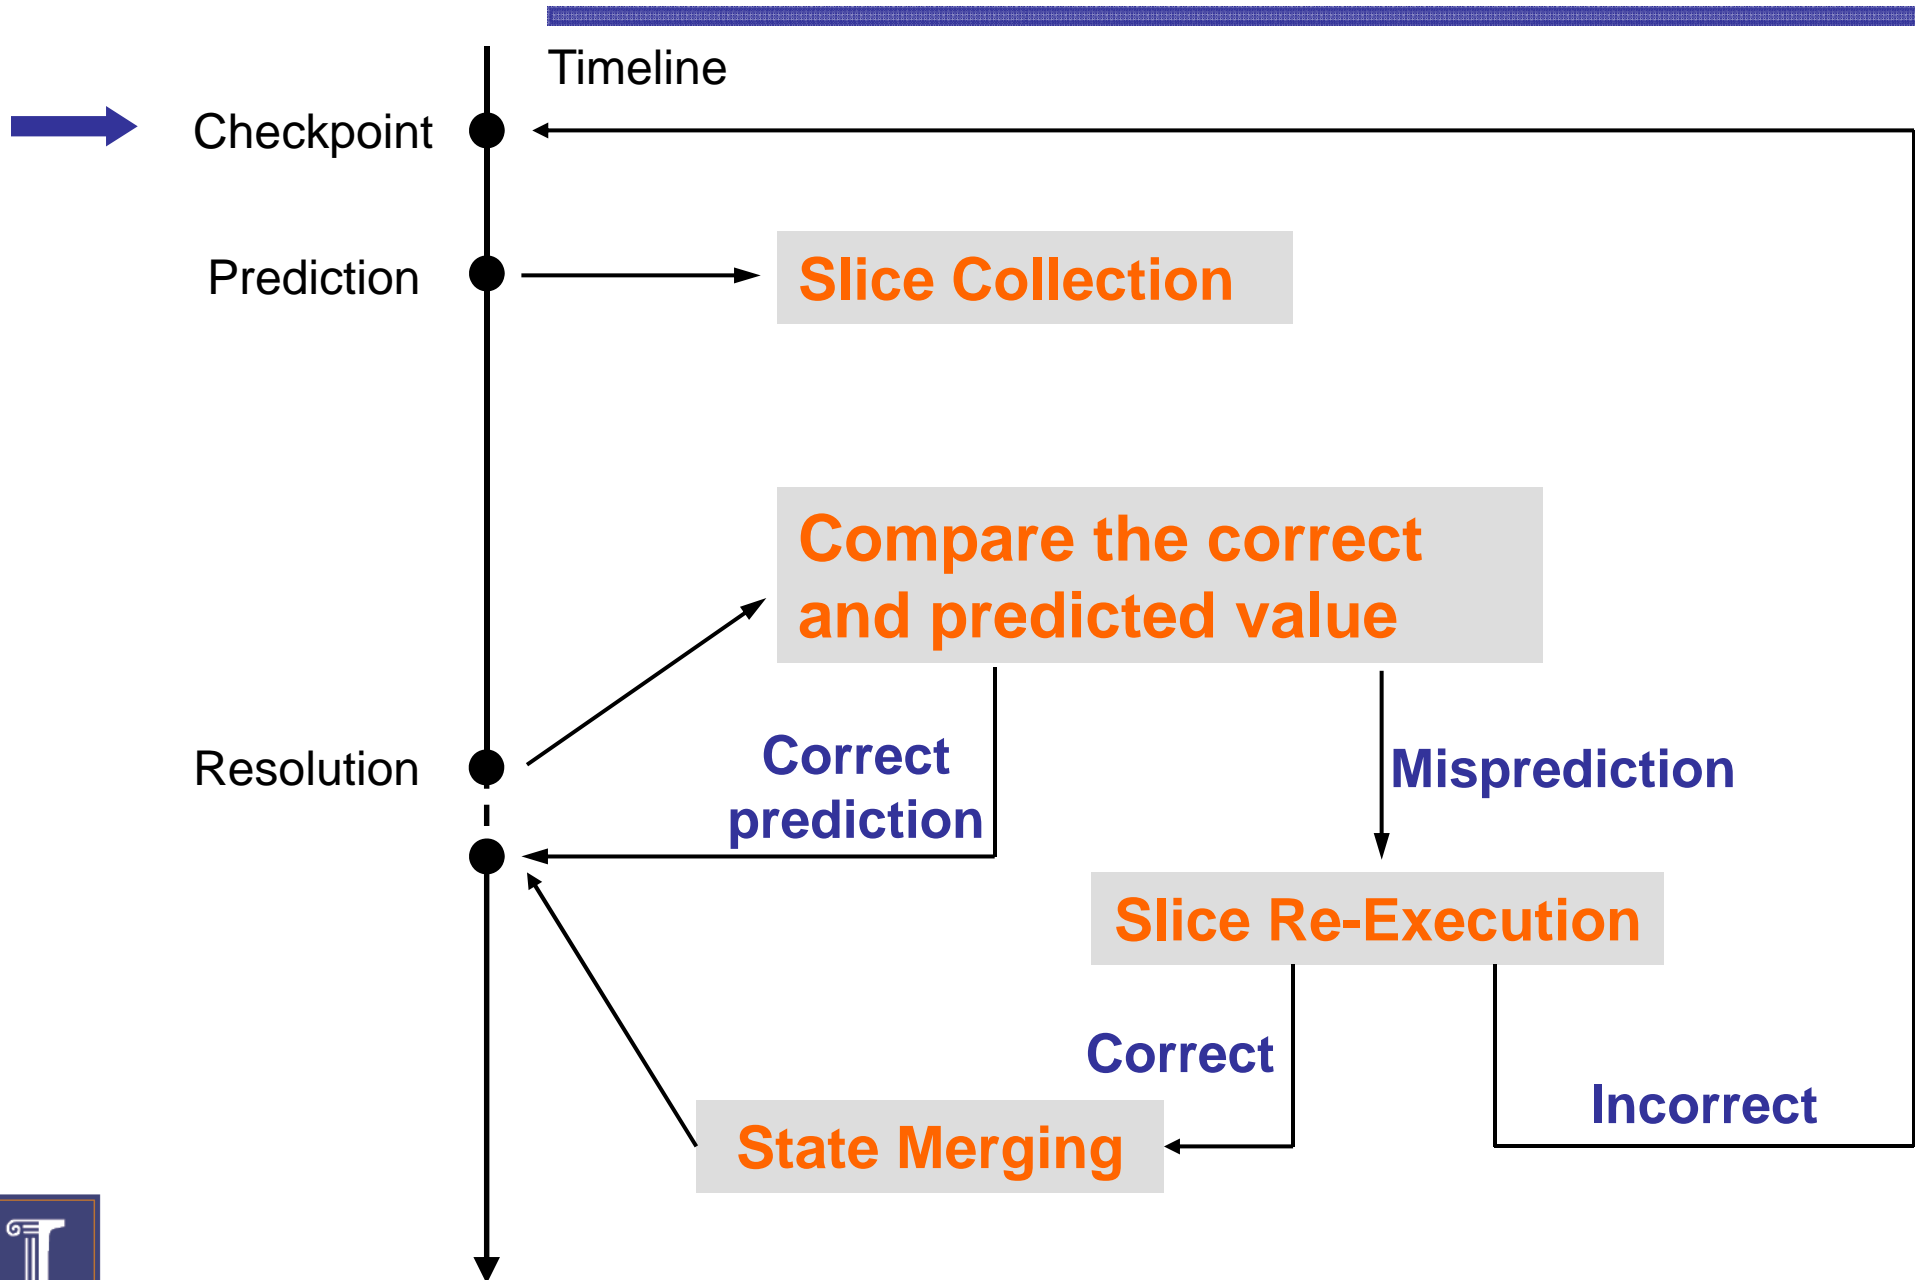 Timeline
Checkpoint
Prediction
Slice Collection
Compare the correct
and predicted value
Resolution
Correct
prediction
Misprediction
Slice Re-Execution
Correct
Incorrect
State Merging